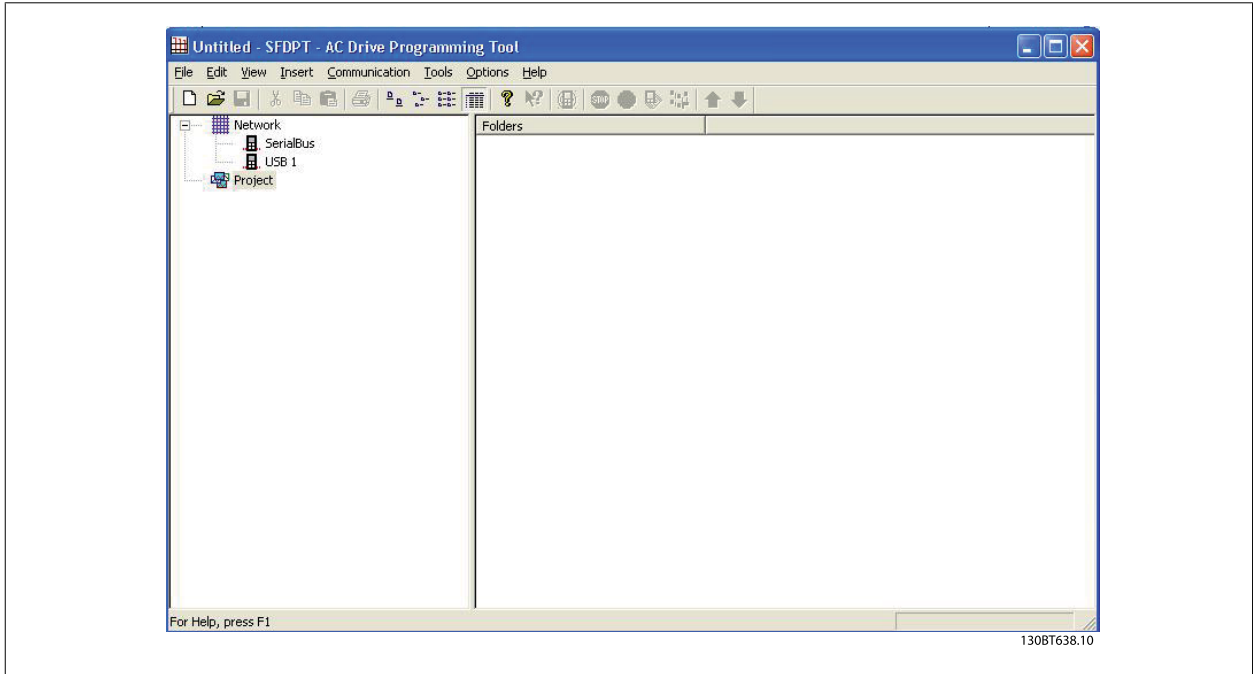 Untitled - SFDPT - AC Drive Programming Tool
File Edit View Insert Communication Tools Options Help
STOP
Network
SerialBus
USB 1
Project
Folders
For Help, press F1
130BT638.10